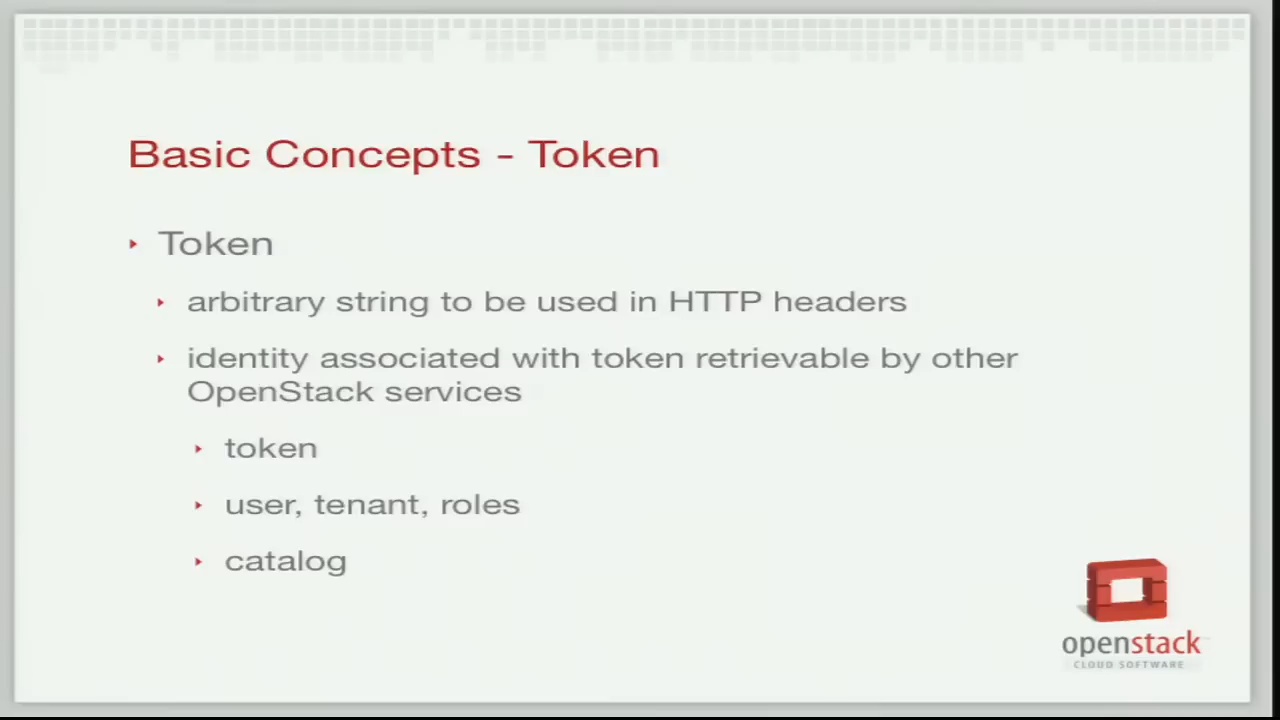 Basic Concepts - Token
Token
arbitrary string to be used in HTTP headers
identity associated with token retrievable by other
OpenStack services
token
user, tenant, roles
catalog
openstack
CLOUD SOFTWARE